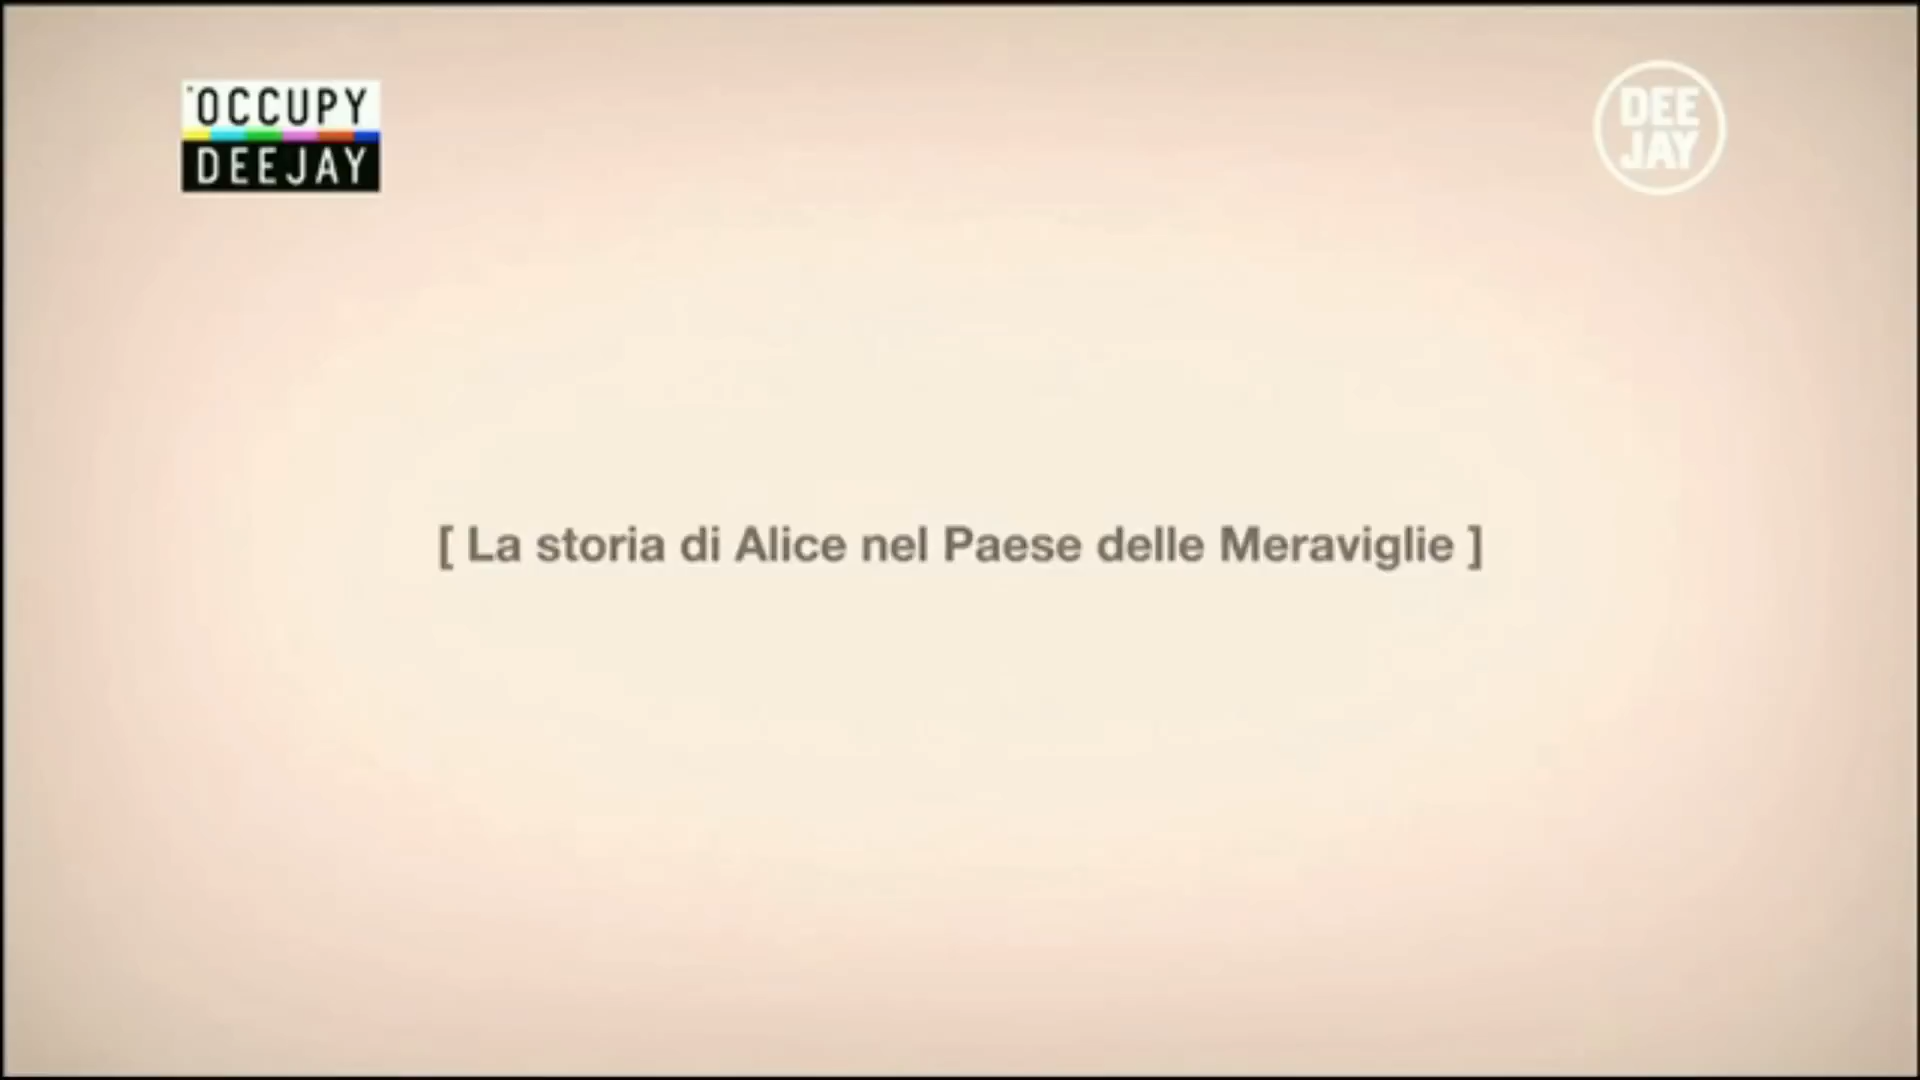 OCCUPY
DEEJAY
DEE
JAY
[ La storia di Alice nel Paese delle Meraviglie ]